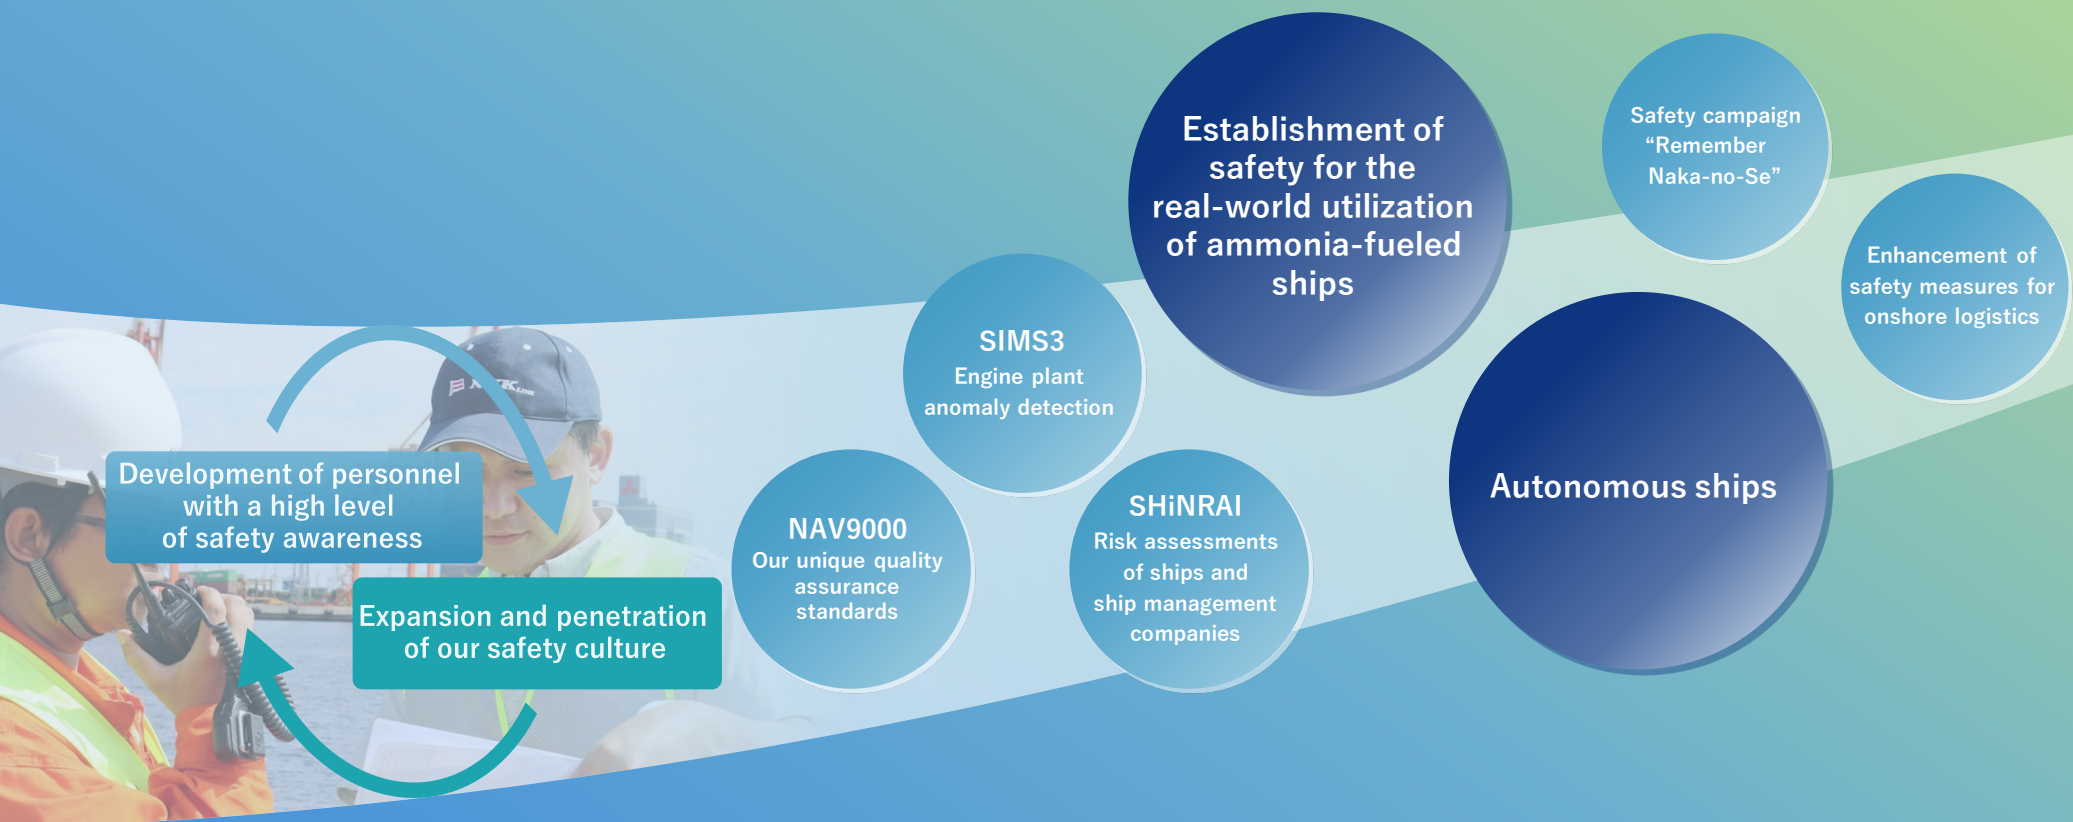 Development of personnel
with a high level
of safety awareness
Expansion and penetration
of our safety culture
NAV9000
Our unique quality
assurance
standards
SIMS3
Engine plant
anomaly detection
SHiNRAI
Risk assessments
of ships and
ship management
companies
Establishment of
safety for the
real-world utilization
of ammonia-fueled
ships
Autonomous ships
Safety campaign
“Remember
Naka-no-Se”
Enhancement of
safety measures for
onshore logistics
NYK LINE